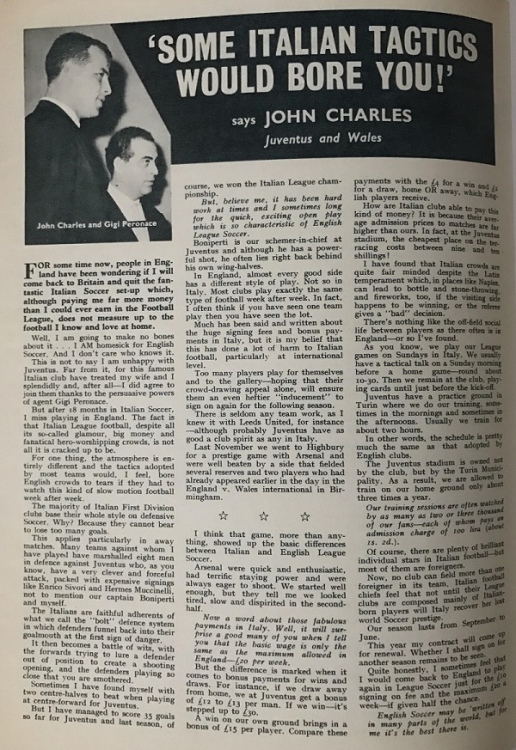 'SOME ITALIAN TACTICS
WOULD BORE YOU!'
says JOHN CHARLES
Juventus and Wales
John Charles and Gigi Peronace
FOR some time now, people in Eng-
land have been wondering if I will
come back to Britain and quit the fan-
tastic Italian Soccer set-up which,
although paying me far more money
than I could ever earn in the Football
League, does not measure up to the
football I know and love at home.
Well, I am going to make no bones
about it . . . I AM homesick for English
Soccer. And I don't care who knows it.
This is not to say I am unhappy with
Juventus. Far from it, for this famous
Italian club have treated my wife and I
splendidly and, after all—I did agree to
join them thanks to the persuasive powers
of agent Gigi Peronace.
But after 18 months in Italian Soccer,
I miss playing in England. The fact is
that Italian League football, despite all
its so-called glamour, big money and
fanatical hero-worshipping crowds, is not
all it is cracked up to be.
For one thing, the atmosphere is en-
tirely different and the tactics adopted
by most teams would, I feel, bore
English crowds to tears if they had to
watch this kind of slow motion football
week after week.
The majority of Italian First Division
clubs base their whole style on defensive
Soccer. Why? Because they cannot bear
to lose too many goals.
This applies particularly in away
matches. Many teams against whom I
have played have marshalled eight men
in defence against Juventus who, as you
know, have a very clever and forceful
attack, packed with expensive signings
like Enrico Sivori and Hermes Muccinelli,
not to mention our captain Boniperti
and myself.
The Italians are faithful adherents of
what we call the "bolt" defence system
in which defenders funnel back into their
goalmouth at the first sign of danger.
It then becomes a battle of wits, with
the forwards trying to lure a defender
out of position to create a shooting
opening, and the defenders playing so
close that you are smothered.
Sometimes I have found myself with
two centre-halves to beat when playing
at centre-forward for Juventus.
But I have managed to score 35 goals
so far for Juventus and last season, of
course, we won the Italian League cham-
pionship.
But, believe me, it has been hard
work at times and I sometimes long
for the quick, exciting open play
which is so characteristic of English
League Soccer.
Boniperti is our schemer-in-chief at
Juventus and although he has a power-
ful shot, he often lies right back behind
his own wing-halves.
In England, almost every good side
has a different style of play. Not so in
Italy. Most clubs play exactly the same
type of football week after week. In fact,
I often think if you have seen one team
play then you have seen the lot.
Much has been said and written about
the huge signing fees and bonus pay-
ments in Italy, but it is my belief that
this has done a lot of harm to Italian
football, particularly at international
level.
Too many players play for themselves
and to the gallery—hoping that their
crowd-drawing appeal alone, will ensure
them an even heftier "inducement" to
sign on again for the following season.
There is seldom any team work, as I
knew it with Leeds United, for instance
—although probably Juventus have as
good a club spirit as any in Italy.
Last November we went to Highbury
for a prestige game with Arsenal and
were well beaten by a side that fielded
several reserves and two players who had
already appeared earlier in the day in the
England v. Wales international in Bir-
mingham.
☆ ☆ ☆
I think that game, more than any-
thing, showed up the basic differences
between Italian and English League
Soccer.
Arsenal were quick and enthusiastic,
had terrific staying power and were
always eager to shoot. We started well
enough, but they tell me we looked
tired, slow and dispirited in the second-
half.
Now a word about those fabulous
payments in Italy. Well, it will sur-
prise a good many of you when I tell
you that the basic wage is only the
same as the maximum allowed in
England—£20 per week.
But the difference is marked when it
comes to bonus payments for wins and
draws. For instance, if we draw away
from home, we at Juventus get a bonus
of £12 to £13 per man. If we win—it's
stepped up to £30.
A win on our own ground brings in a
bonus of £15 per player. Compare these
payments with the £4 for a win and £2
for a draw, home OR away, which Eng-
lish players receive.
How are Italian clubs able to pay this
kind of money? It is because their aver-
age admission prices to matches are far
higher than ours. In fact, at the Juventus
stadium, the cheapest place on the ter-
racing costs between nine and ten
shillings!
I have found that Italian crowds are
quite fair minded despite the Latin
temperament which, in places like Naples,
can lead to bottle and stone-throwing,
and fireworks, too, if the visiting side
happens to be winning, or the referee
gives a "bad" decision.
There's nothing like the off-field social
life between players as there often is in
England—or so I've found.
As you know, we play our League
games on Sundays in Italy. We usually
have a tactical talk on a Sunday morning
before a home game—round about
10-30. Then we remain at the club, play-
ing cards until just before the kick-off.
Juventus have a practice ground in
Turin where we do our training, some-
times in the mornings and sometimes in
the afternoons. Usually we train for
about two hours.
In other words, the schedule is pretty
much the same as that adopted by
English clubs.
The Juventus stadium is owned not
by the club, but by the Turin Munici-
pality. As a result, we are allowed to
train on our home ground only about
three times a year.
Our training sessions are often watched
by as many as two or three thousand
of our fans—each of whom pays an
admission charge of 100 lira (about
1s. 2d.).
Of course, there are plenty of brilliant
individual stars in Italian football—but
most of them are foreigners.
Now, no club can field more than one
foreigner in its team, Italian football
chiefs feel that not until their League
clubs are composed mainly of Italian-
born players will Italy recover her lost
world Soccer prestige.
Our season lasts from September to
June.
This year my contract will come up
for renewal. Whether I shall sign on for
another season remains to be seen.
Quite honestly, I sometimes feel that
I would come back to England to play
again in League Soccer just for the £10
signing on fee and the maximum £20 a
week—if given half the chance.
English Soccer may be written off
in many parts of the world, but for
me it's the best there is.